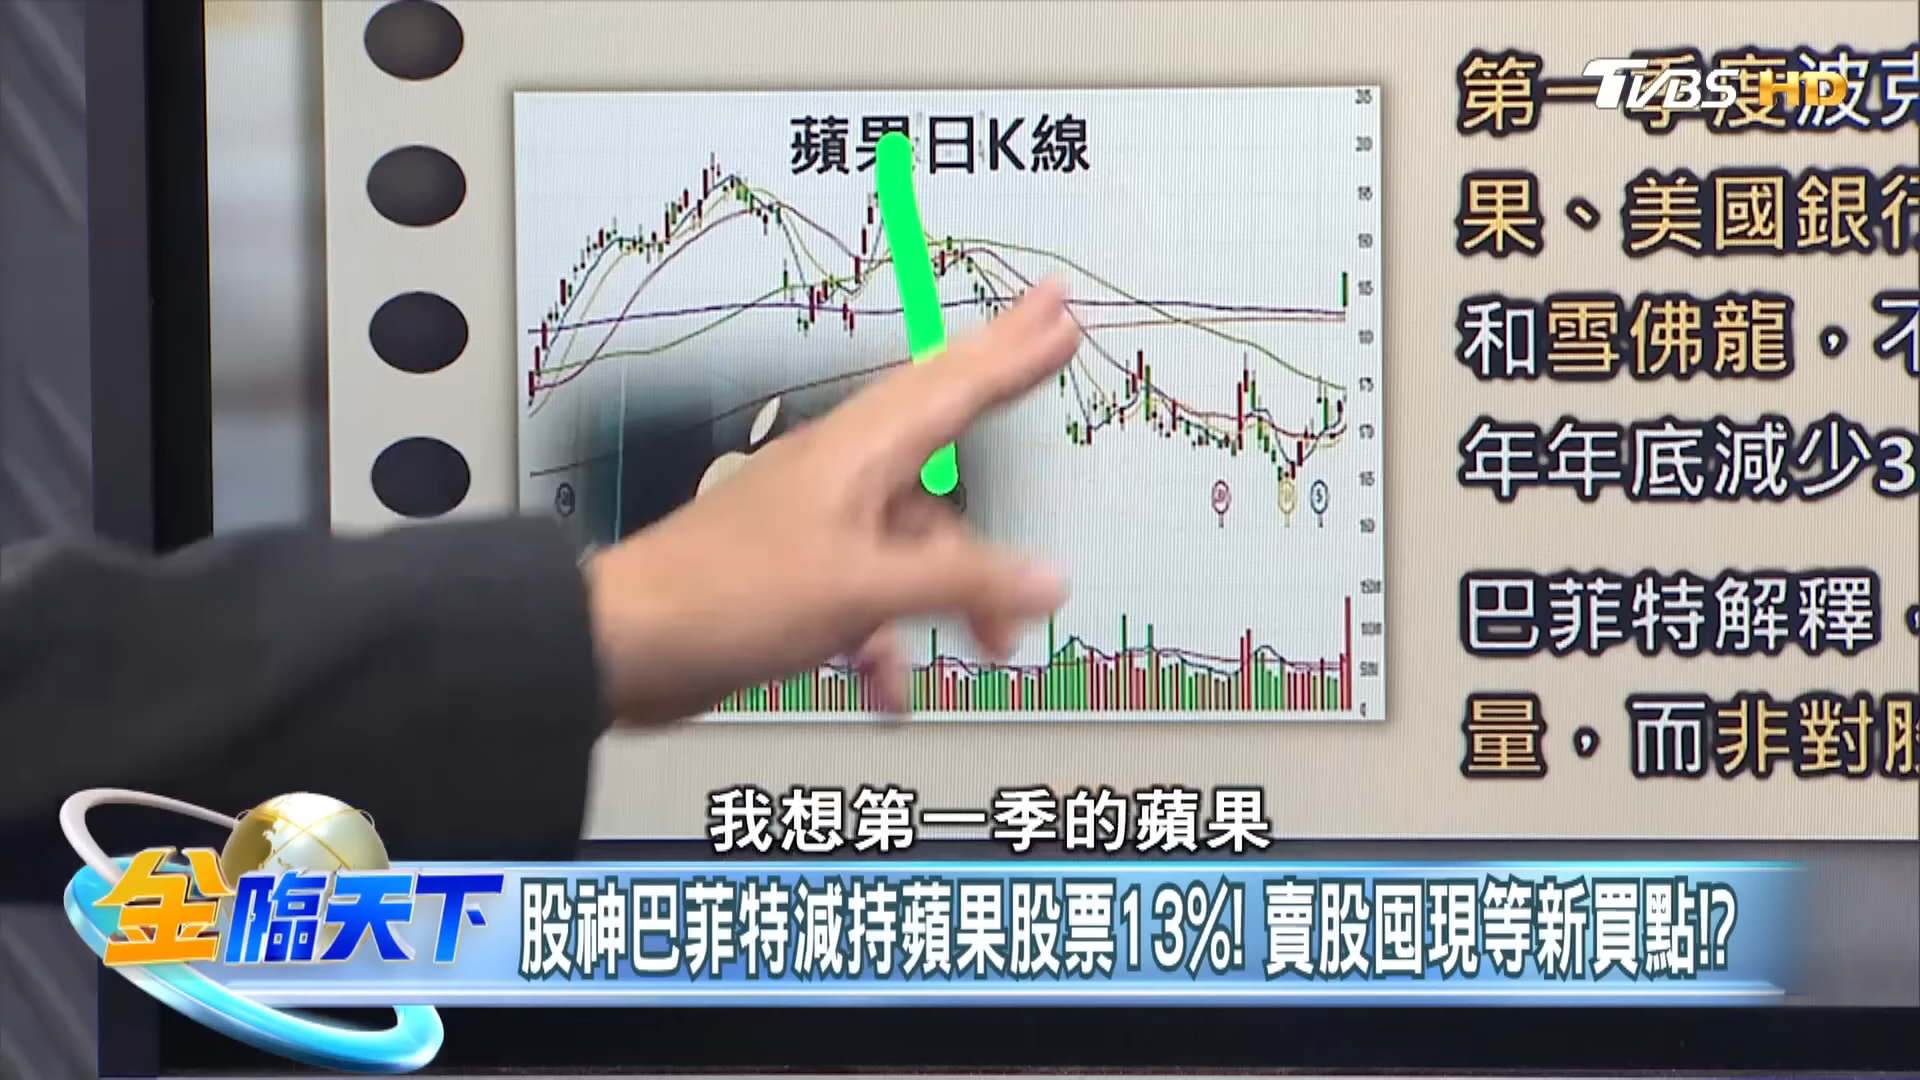 TVBS HD
蘋果日K線
第一季度波克
果、美國銀行
和雪佛龍，不
年年底減少3
巴菲特解釋，
量，而非對股
我想第一季的蘋果
金臨天下
股神巴菲特減持蘋果股票13%! 賣股囤現等新買點!?